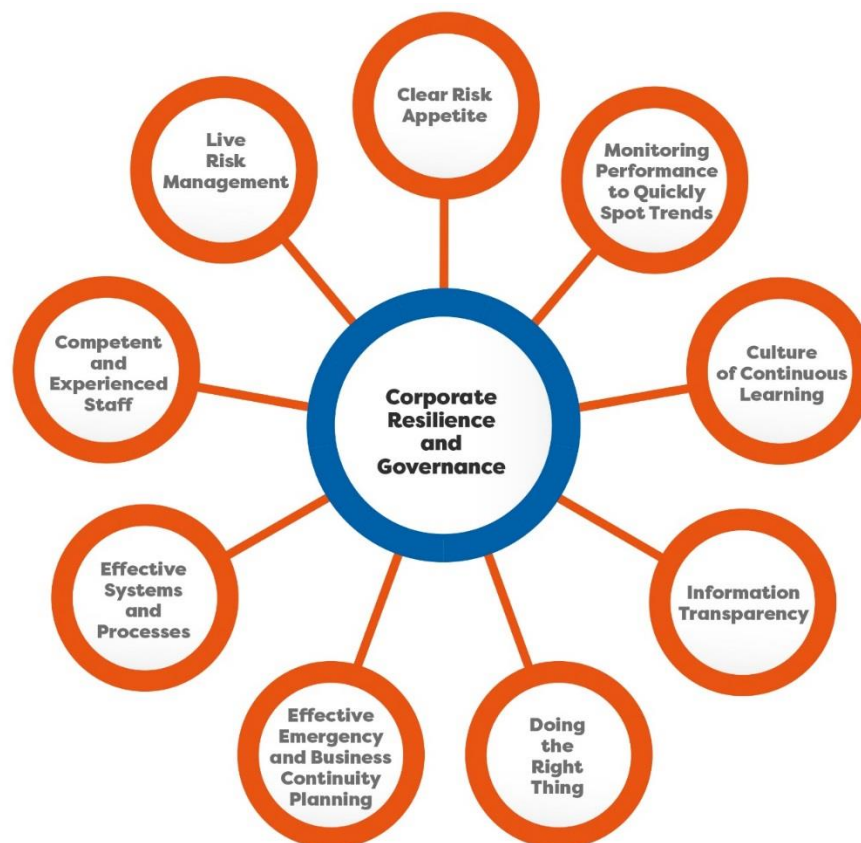 Clear Risk
Appetite
Monitoring
Performance
to Quickly
Spot Trends
Culture
of Continuous
Learning
Information
Transparency
Doing
the
Right
Thing
Effective
Emergency
and Business
Continuity
Planning
Effective
Systems
and
Processes
Competent
and
Experienced
Staff
Live
Risk
Management
Corporate
Resilience
and
Governance